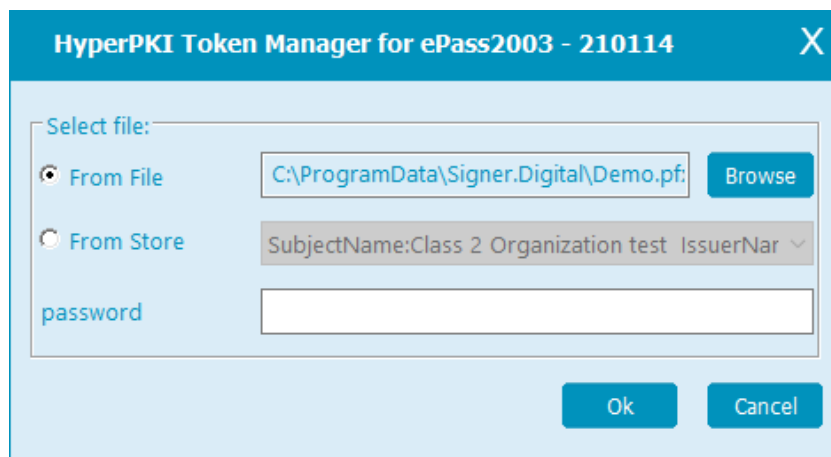 HyperPKI Token Manager for ePass2003 - 210114 X
Select file:
From File C:\ProgramData\Signer.Digital\Demo.pf Browse
From Store SubjectName:Class 2 Organization test IssuerNar
password
Ok Cancel